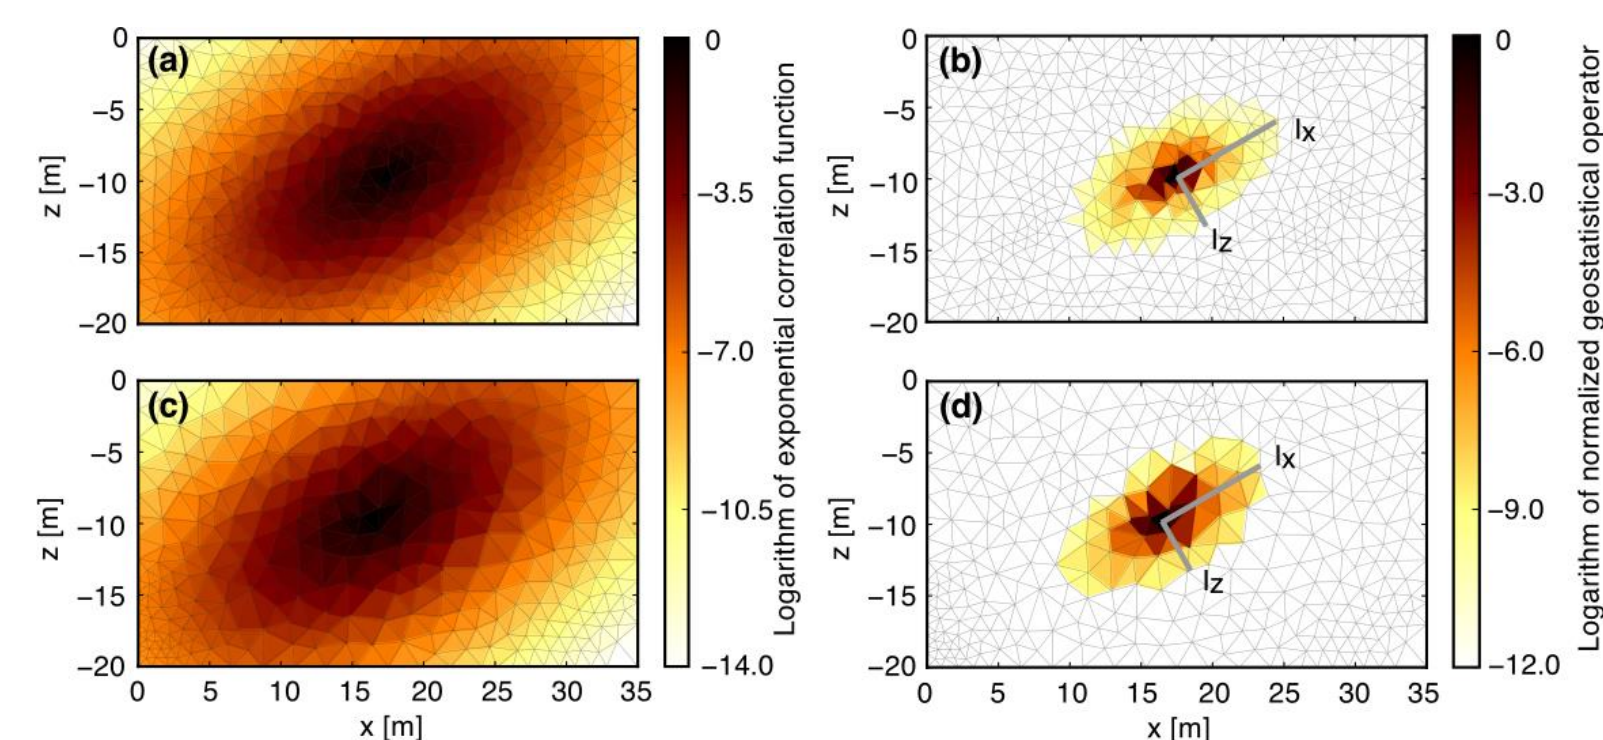 (a)
0
−5
−10
−15
−20
z [m]
0
−3.5
−7.0
−10.5
−14.0
Logarithm of exponential correlation function
(b)
0
−5
−10
−15
−20
z [m]
lx
lz
0
−3.0
−6.0
−9.0
−12.0
Logarithm of normalized geostatistical operator
(c)
0
−5
−10
−15
−20
z [m]
0 5 10 15 20 25 30 35
x [m]
(d)
0
−5
−10
−15
−20
z [m]
lx
lz
0 5 10 15 20 25 30 35
x [m]